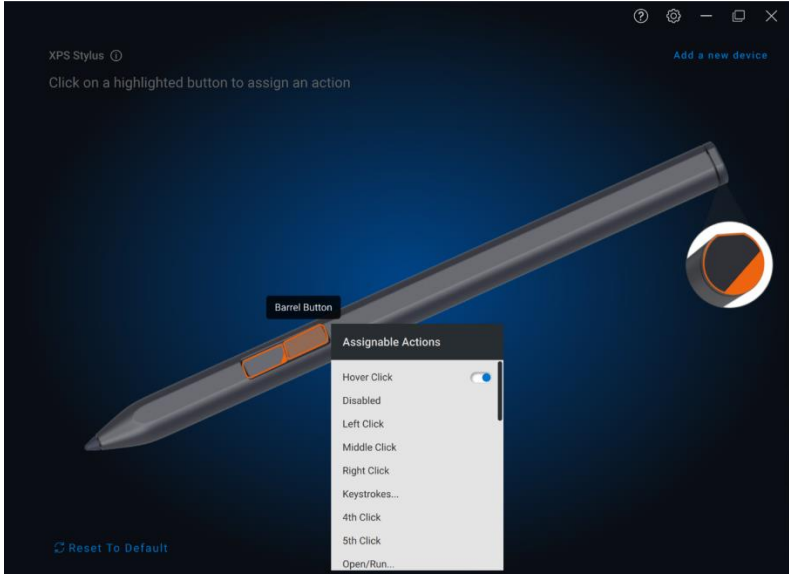 XPS Stylus
Add a new device
Click on a highlighted button to assign an action
Barrel Button
Assignable Actions
Hover Click
Disabled
Left Click
Middle Click
Right Click
Keystrokes...
4th Click
5th Click
Open/Run...
Reset To Default